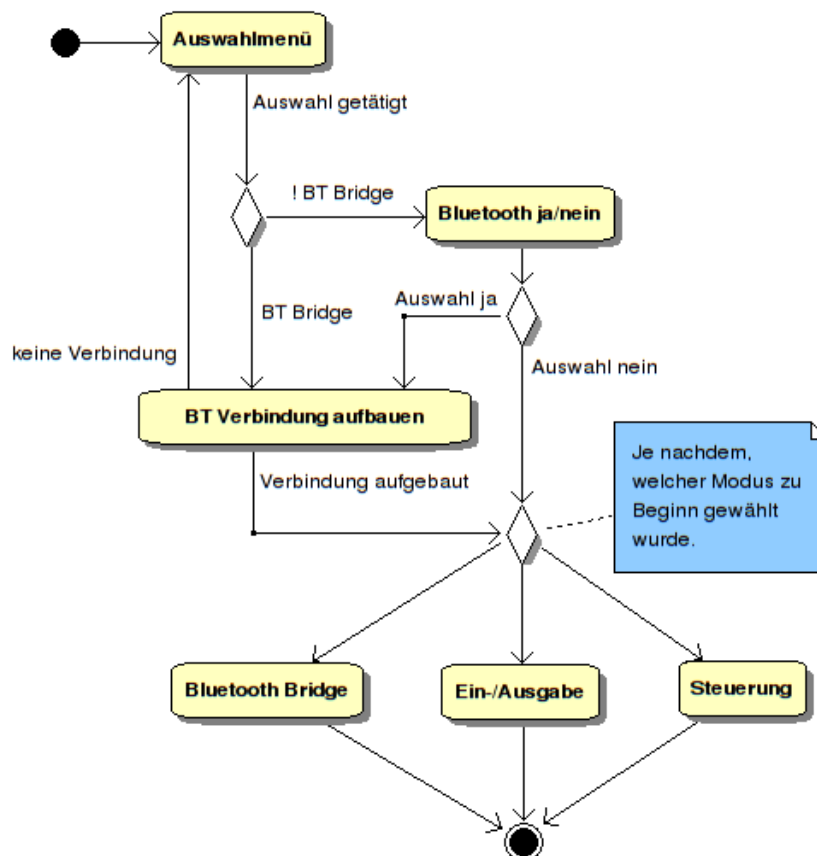 Auswahlmenü
Auswahl getätigt
! BT Bridge
Bluetooth ja/nein
Auswahl ja
BT Bridge
keine Verbindung
Auswahl nein
BT Verbindung aufbauen
Verbindung aufgebaut
Je nachdem,
welcher Modus zu
Beginn gewählt
wurde.
Bluetooth Bridge
Ein-/Ausgabe
Steuerung